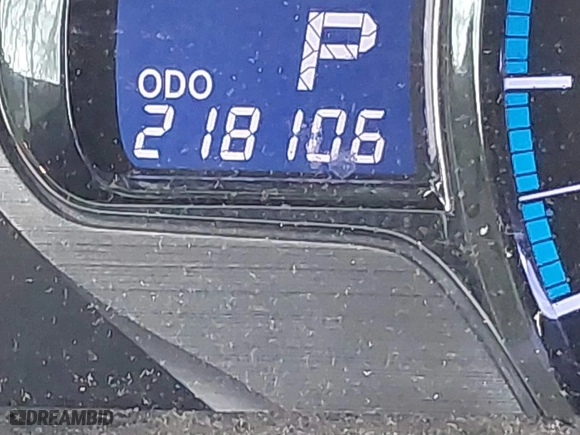 P
ODO
218106
DREAMBID